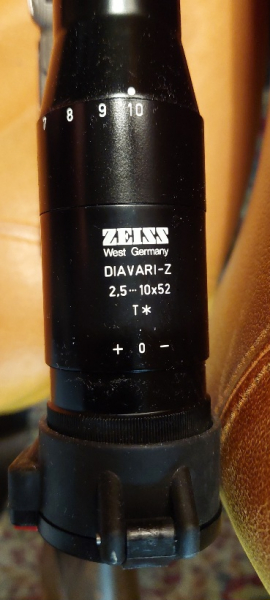 7 8 9 10
ZEISS
West Germany
DIAVARI-Z
2,5···10x52
T*
+ 0 -